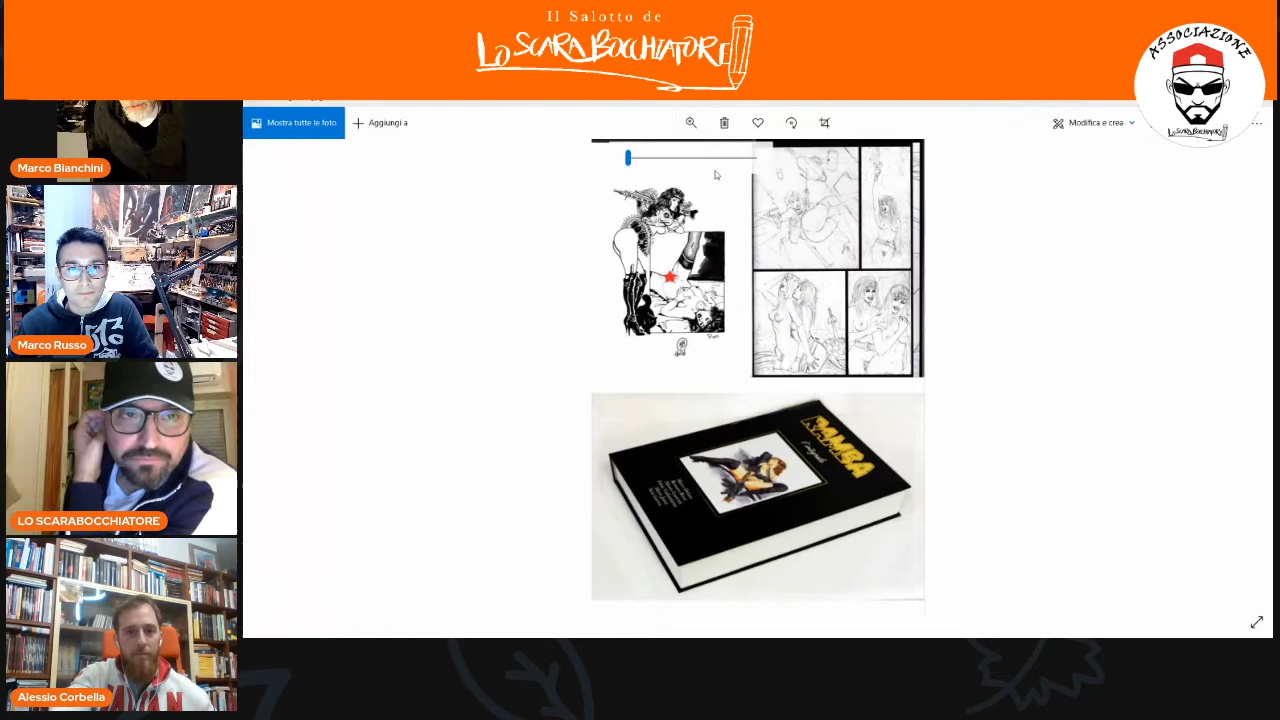 Il Salotto de
LO SCARABOCCHIATORE
ASSOCIAZIONE
LO SCARABOCCHIATORE
Mostra tutte le foto
Aggiungi a
Modifica e crea
Marco Bianchini
Marco Russo
LO SCARABOCCHIATORE
Alessio Corbella
RAMBA
l'integrale